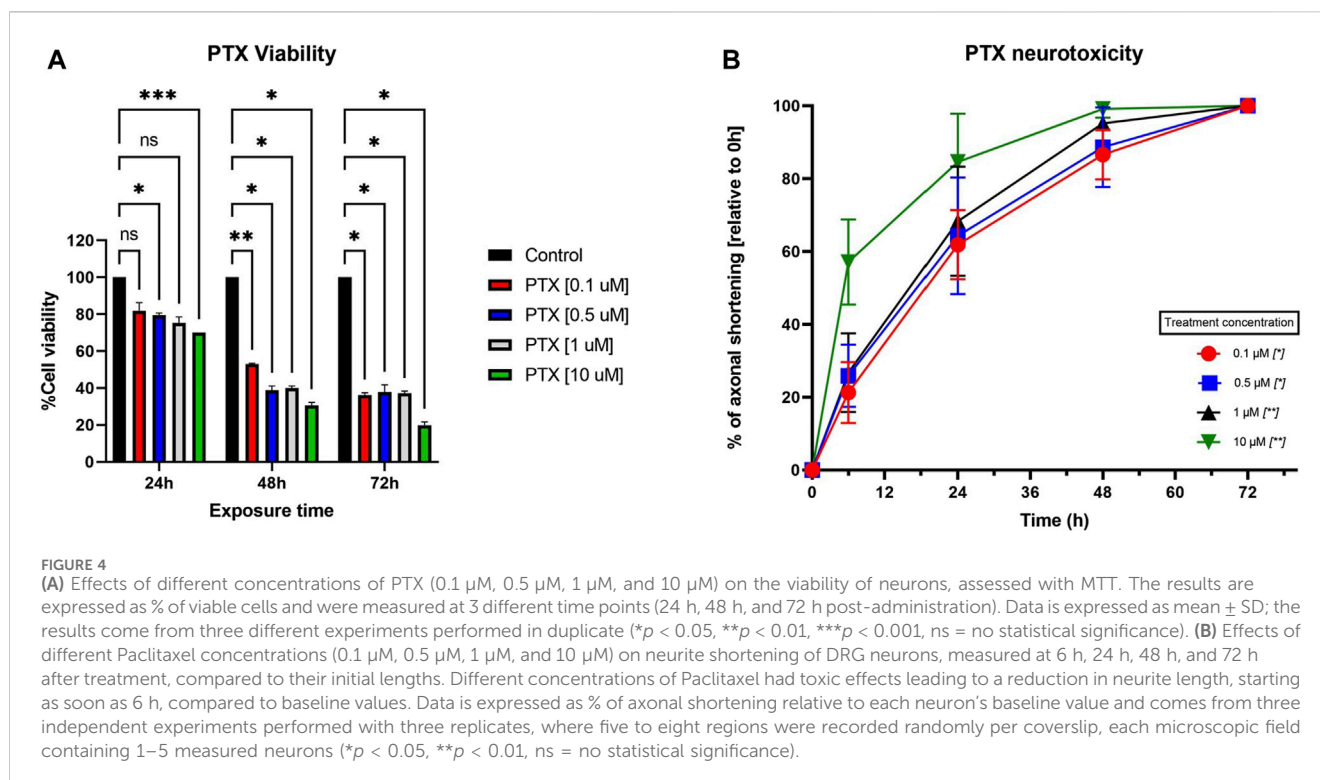 A
PTX Viability
***
*
*
ns
*
*
*
*
*
ns
**
*
120
100
80
60
40
20
0
%Cell viability
24h
48h
72h
Exposure time
Control
PTX [0.1 uM]
PTX [0.5 uM]
PTX [1 uM]
PTX [10 uM]
B
PTX neurotoxicity
100
80
60
40
20
0
% of axonal shortening [relative to 0h]
0
12
24
36
48
60
72
Time (h)
Treatment concentration
0.1 µM [*]
0.5 µM [*]
1 µM [**]
10 µM [**]
FIGURE 4
(A) Effects of different concentrations of PTX (0.1 µM, 0.5 µM, 1 µM, and 10 µM) on the viability of neurons, assessed with MTT. The results are
expressed as % of viable cells and were measured at 3 different time points (24 h, 48 h, and 72 h post-administration). Data is expressed as mean ± SD; the
results come from three different experiments performed in duplicate (*p < 0.05, **p < 0.01, ***p < 0.001, ns = no statistical significance). (B) Effects of
different Paclitaxel concentrations (0.1 µM, 0.5 µM, 1 µM, and 10 µM) on neurite shortening of DRG neurons, measured at 6 h, 24 h, 48 h, and 72 h
after treatment, compared to their initial lengths. Different concentrations of Paclitaxel had toxic effects leading to a reduction in neurite length, starting
as soon as 6 h, compared to baseline values. Data is expressed as % of axonal shortening relative to each neuron's baseline value and comes from three
independent experiments performed with three replicates, where five to eight regions were recorded randomly per coverslip, each microscopic field
containing 1–5 measured neurons (*p < 0.05, **p < 0.01, ns = no statistical significance).